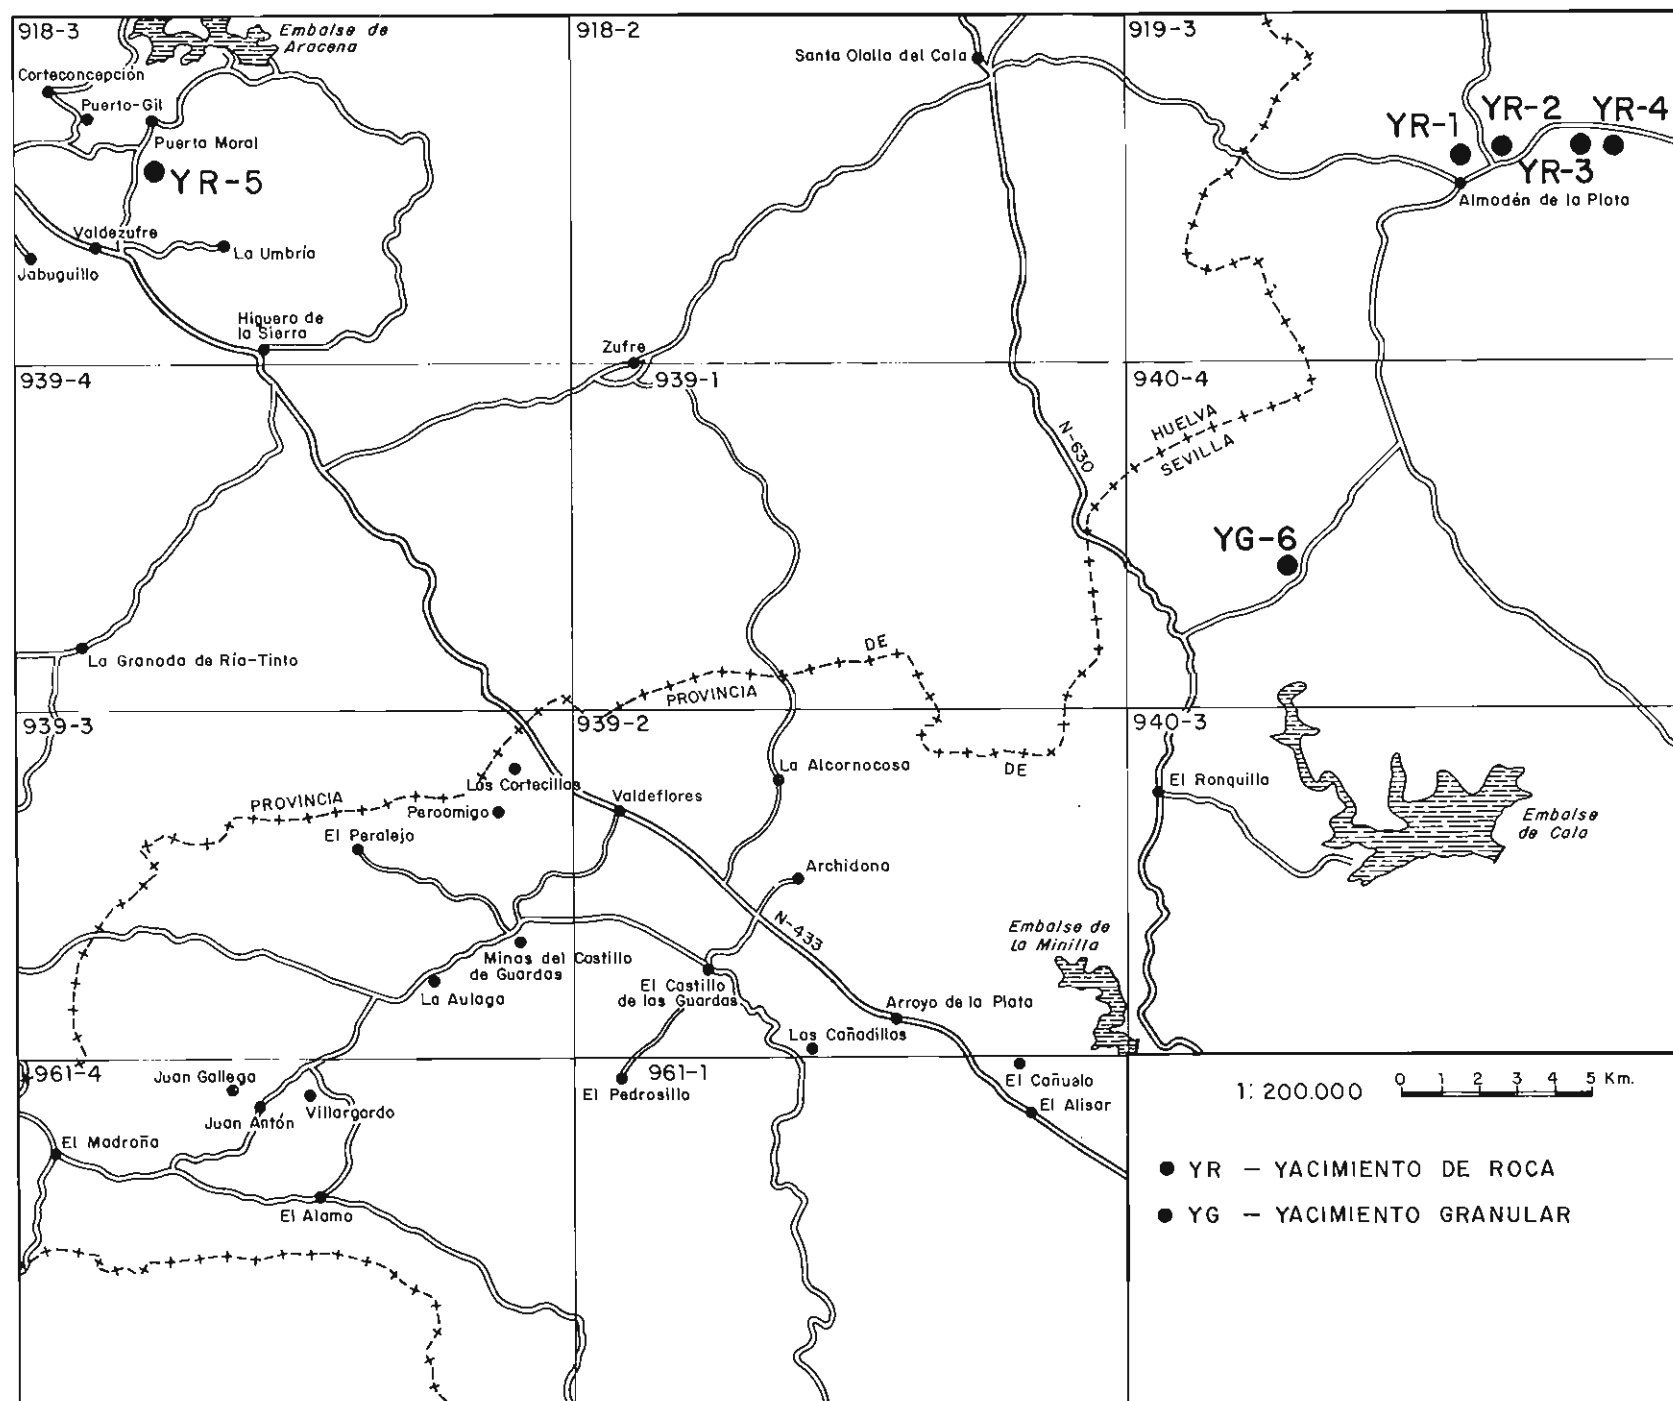 918-3
Embalse de
Aracena
918-2
919-3
Santa Olalla del Cala
Corteconcepción
Puerto-Gil
Puerto Moral
YR-5
YR-1
YR-2
YR-3
YR-4
Almadén de la Plata
Valdezufre
La Umbría
Jabuguillo
Higuera de
la Sierra
Zufre
939-4
939-1
940-4
N-630
HUELVA
SEVILLA
YG-6
La Granada de Ría-Tinto
PROVINCIA
DE
939-3
939-2
940-3
Los Cortecillas
La Alcornocosa
DE
El Ronquillo
PROVINCIA
Peroamigo
Valdeflores
El Peralejo
Embalse
de Cala
Archidona
N-433
Embalse de
La Minilla
Minas del Castillo
de Guardas
La Aulaga
El Castillo
de las Guardas
Arroyo de la Plata
Las Cañadillas
961-4
Juan Gallego
961-1
El Pedrosillo
El Cañuelo
El Alisar
Villargordo
Juan Antón
El Madroño
El Alamo
1: 200.000
0 1 2 3 4 5 Km.
YR - YACIMIENTO DE ROCA
YG - YACIMIENTO GRANULAR